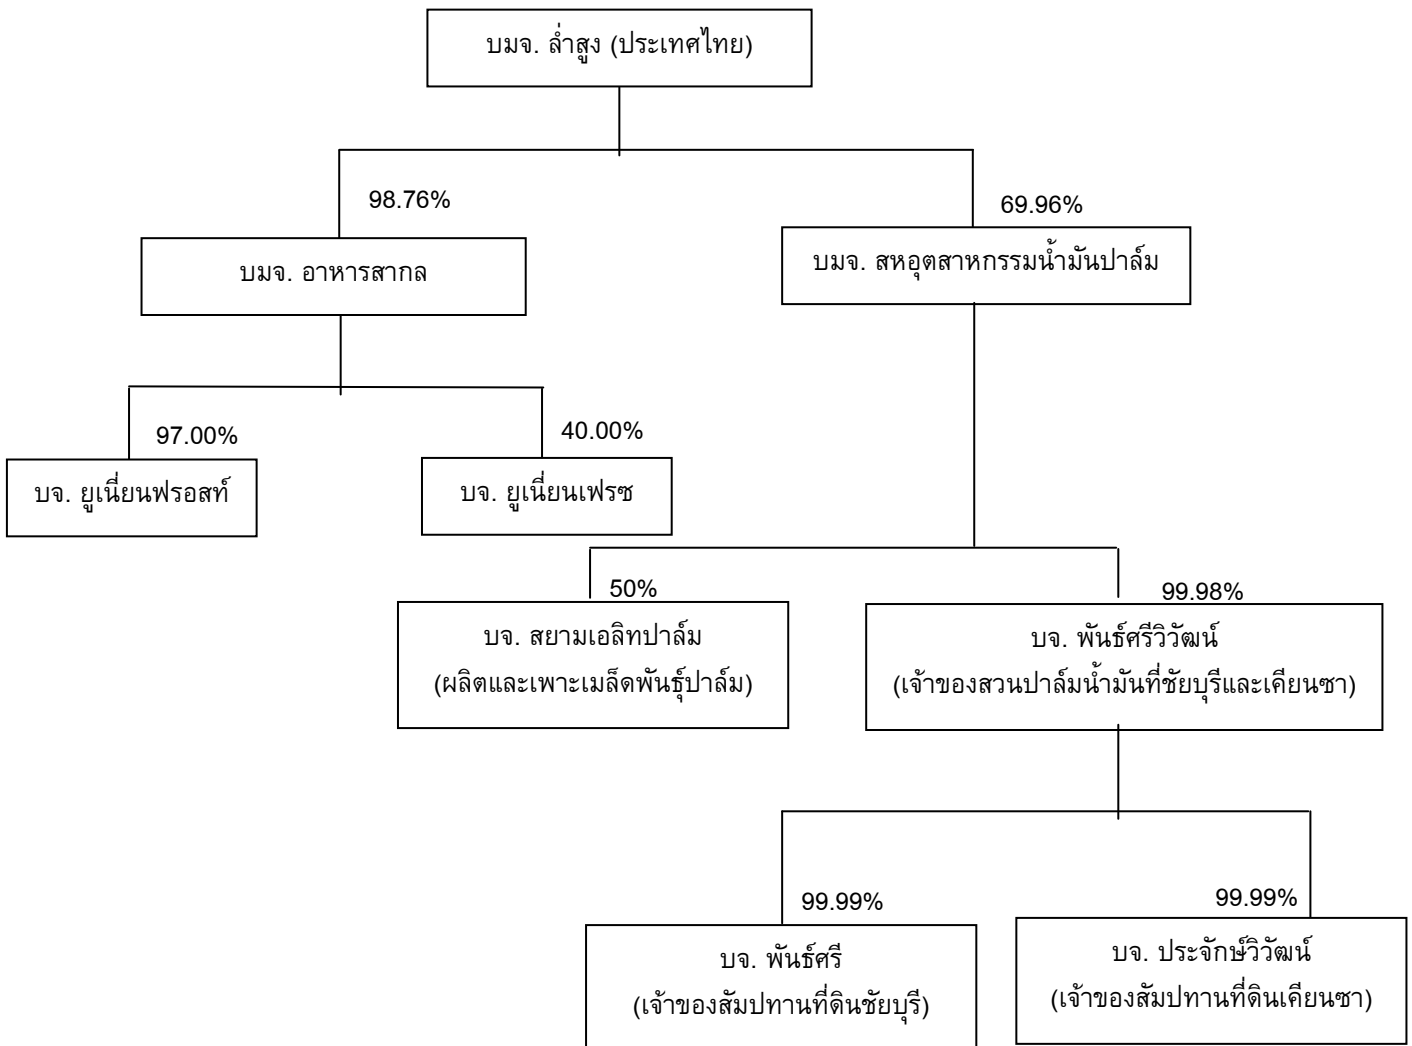 บมจ. ล่ำสูง (ประเทศไทย)
98.76%
69.96%
บมจ. อาหารสากล
บมจ. สหอุตสาหกรรมน้ำมันปาล์ม
97.00%
40.00%
บจ. ยูเนี่ยนฟรอสท์
บจ. ยูเนี่ยนเฟรซ
50%
99.98%
บจ. สยามเอลิทปาล์ม
(ผลิตและเพาะเมล็ดพันธุ์ปาล์ม)
บจ. พันธ์ศรีวิวัฒน์
(เจ้าของสวนปาล์มน้ำมันที่ชัยบุรีและเคียนซา)
99.99%
99.99%
บจ. พันธ์ศรี
(เจ้าของสัมปทานที่ดินชัยบุรี)
บจ. ประจักษ์วิวัฒน์
(เจ้าของสัมปทานที่ดินเคียนซา)